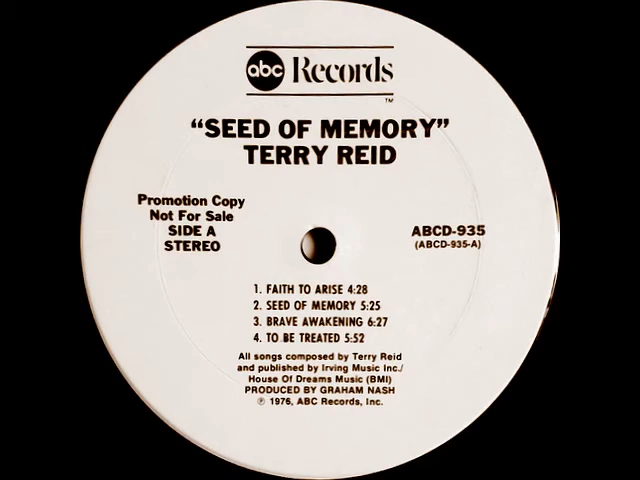 abc Records
TM
"SEED OF MEMORY"
TERRY REID
Promotion Copy
Not For Sale
SIDE A
STEREO
ABCD-935
(ABCD-935-A)
1. FAITH TO ARISE 4:28
2. SEED OF MEMORY 5:25
3. BRAVE AWAKENING 6:27
4. TO BE TREATED 5:52
All songs composed by Terry Reid
and published by Irving Music Inc./
House Of Dreams Music (BMI)
PRODUCED BY GRAHAM NASH
℗ 1976, ABC Records, Inc.